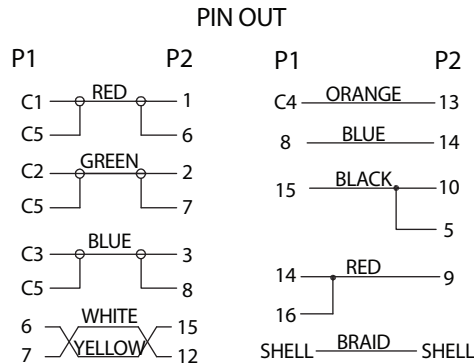 PIN OUT
P1 P2
C1 RED 1
C5 6
C2 GREEN 2
C5 7
C3 BLUE 3
C5 8
6 WHITE 15
7 YELLOW 12
P1 P2
C4 ORANGE 13
8 BLUE 14
15 BLACK 10
5
14 RED 9
16
SHELL BRAID SHELL